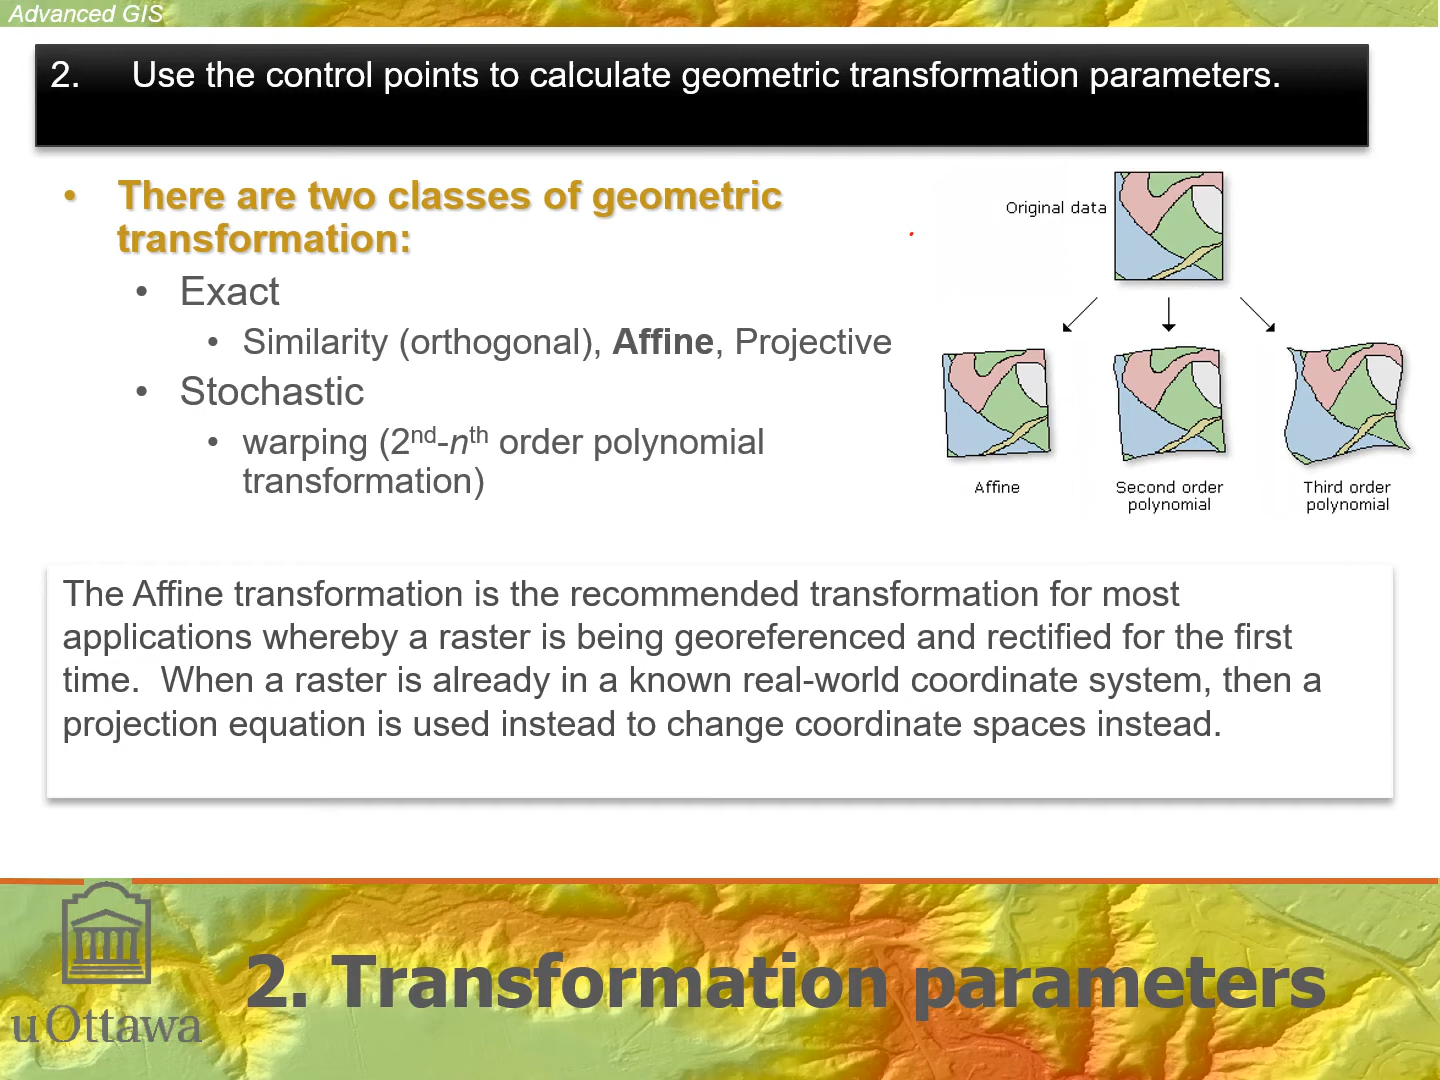 Advanced GIS
2. Use the control points to calculate geometric transformation parameters.
• There are two classes of geometric
transformation:
• Exact
• Similarity (orthogonal), Affine, Projective
• Stochastic
• warping (2nd-nth order polynomial
transformation)
Original data
Affine
Second order
polynomial
Third order
polynomial
The Affine transformation is the recommended transformation for most
applications whereby a raster is being georeferenced and rectified for the first
time.  When a raster is already in a known real-world coordinate system, then a
projection equation is used instead to change coordinate spaces instead.
2. Transformation parameters
uOttawa